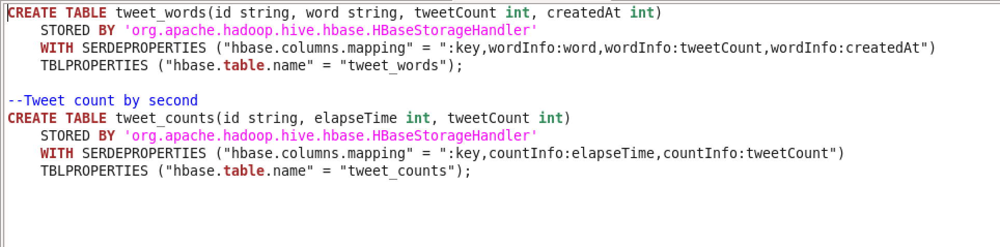 CREATE TABLE tweet_words(id string, word string, tweetCount int, createdAt int)
    STORED BY 'org.apache.hadoop.hive.hbase.HBaseStorageHandler'
    WITH SERDEPROPERTIES ("hbase.columns.mapping" = ":key,wordInfo:word,wordInfo:tweetCount,wordInfo:createdAt")
    TBLPROPERTIES ("hbase.table.name" = "tweet_words");

--Tweet count by second
CREATE TABLE tweet_counts(id string, elapseTime int, tweetCount int)
    STORED BY 'org.apache.hadoop.hive.hbase.HBaseStorageHandler'
    WITH SERDEPROPERTIES ("hbase.columns.mapping" = ":key,countInfo:elapseTime,countInfo:tweetCount")
    TBLPROPERTIES ("hbase.table.name" = "tweet_counts");